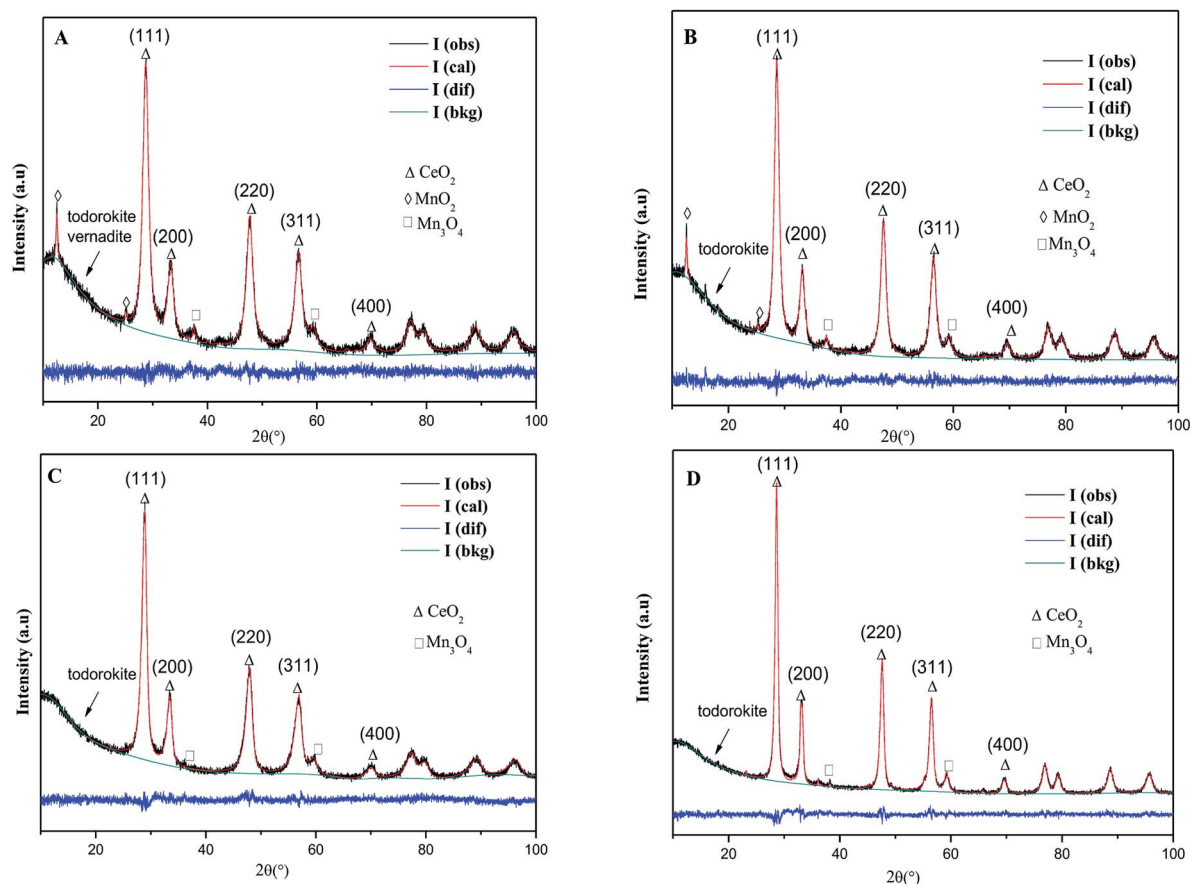 A
(111)
Δ
I (obs)
I (cal)
I (dif)
I (bkg)
Δ CeO₂
◊ MnO₂
□ Mn₃O₄
◊
todorokite
vernadite
◊
(200)
Δ
□
(220)
Δ
(311)
Δ
□
(400)
Δ
Intensity (a.u)
20 40 60 80 100
2θ(°)
B
(111)
Δ
I (obs)
I (cal)
I (dif)
I (bkg)
Δ CeO₂
◊ MnO₂
□ Mn₃O₄
◊
todorokite
◊
(200)
Δ
□
(220)
Δ
(311)
Δ
□
(400)
Δ
Intensity (a.u)
20 40 60 80 100
2θ(°)
C
(111)
Δ
I (obs)
I (cal)
I (dif)
I (bkg)
Δ CeO₂
□ Mn₃O₄
todorokite
(200)
Δ
□
(220)
Δ
(311)
Δ
□
(400)
Δ
Intensity (a.u)
20 40 60 80 100
2θ(°)
D
(111)
Δ
I (obs)
I (cal)
I (dif)
I (bkg)
Δ CeO₂
□ Mn₃O₄
todorokite
(200)
Δ
□
(220)
Δ
(311)
Δ
□
(400)
Δ
Intensity (a.u)
20 40 60 80 100
2θ(°)